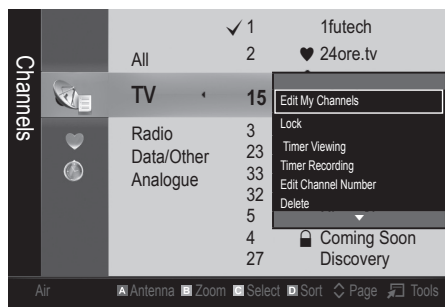 Channels
1 1futech
All 2 24ore.tv
TV 15
Radio 3
Data/Other 23
Analogue 33
32
5
4 Coming Soon
27 Discovery
Edit My Channels
Lock
Timer Viewing
Timer Recording
Edit Channel Number
Delete
Air A Antenna B Zoom C Select D Sort Page Tools